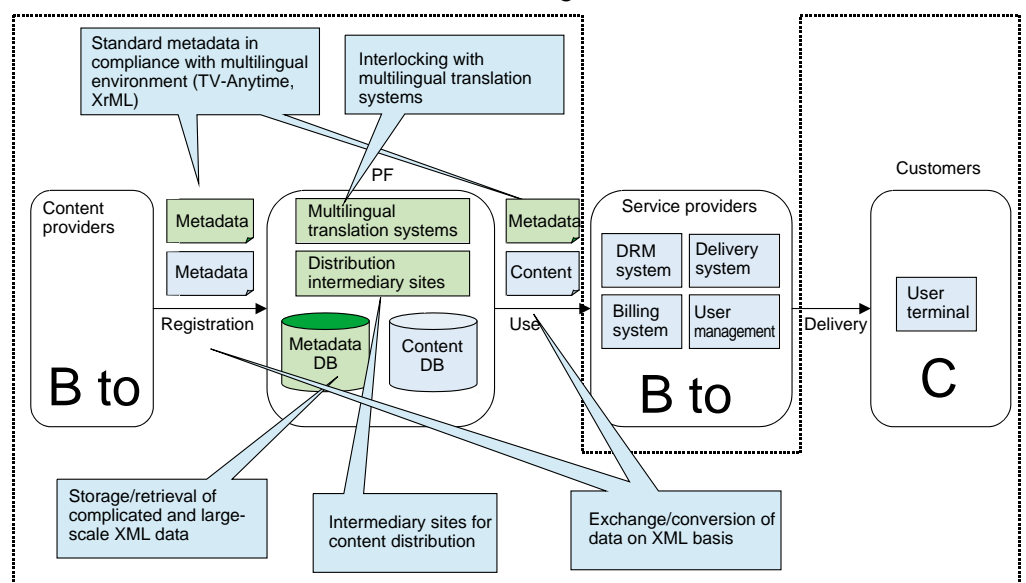 Standard metadata in
compliance with multilingual
environment (TV-Anytime,
XrML)
Interlocking with
multilingual translation
systems
PF
Customers
Content
providers
Metadata
Metadata
Registration
B to
Multilingual
translation systems
Distribution
intermediary sites
Metadata
DB
Content
DB
Metadata
Content
Use
Service providers
DRM
system
Delivery
system
Billing
system
User
management
B to
Delivery
User
terminal
C
Storage/retrieval of
complicated and large-
scale XML data
Intermediary sites for
content distribution
Exchange/conversion of
data on XML basis